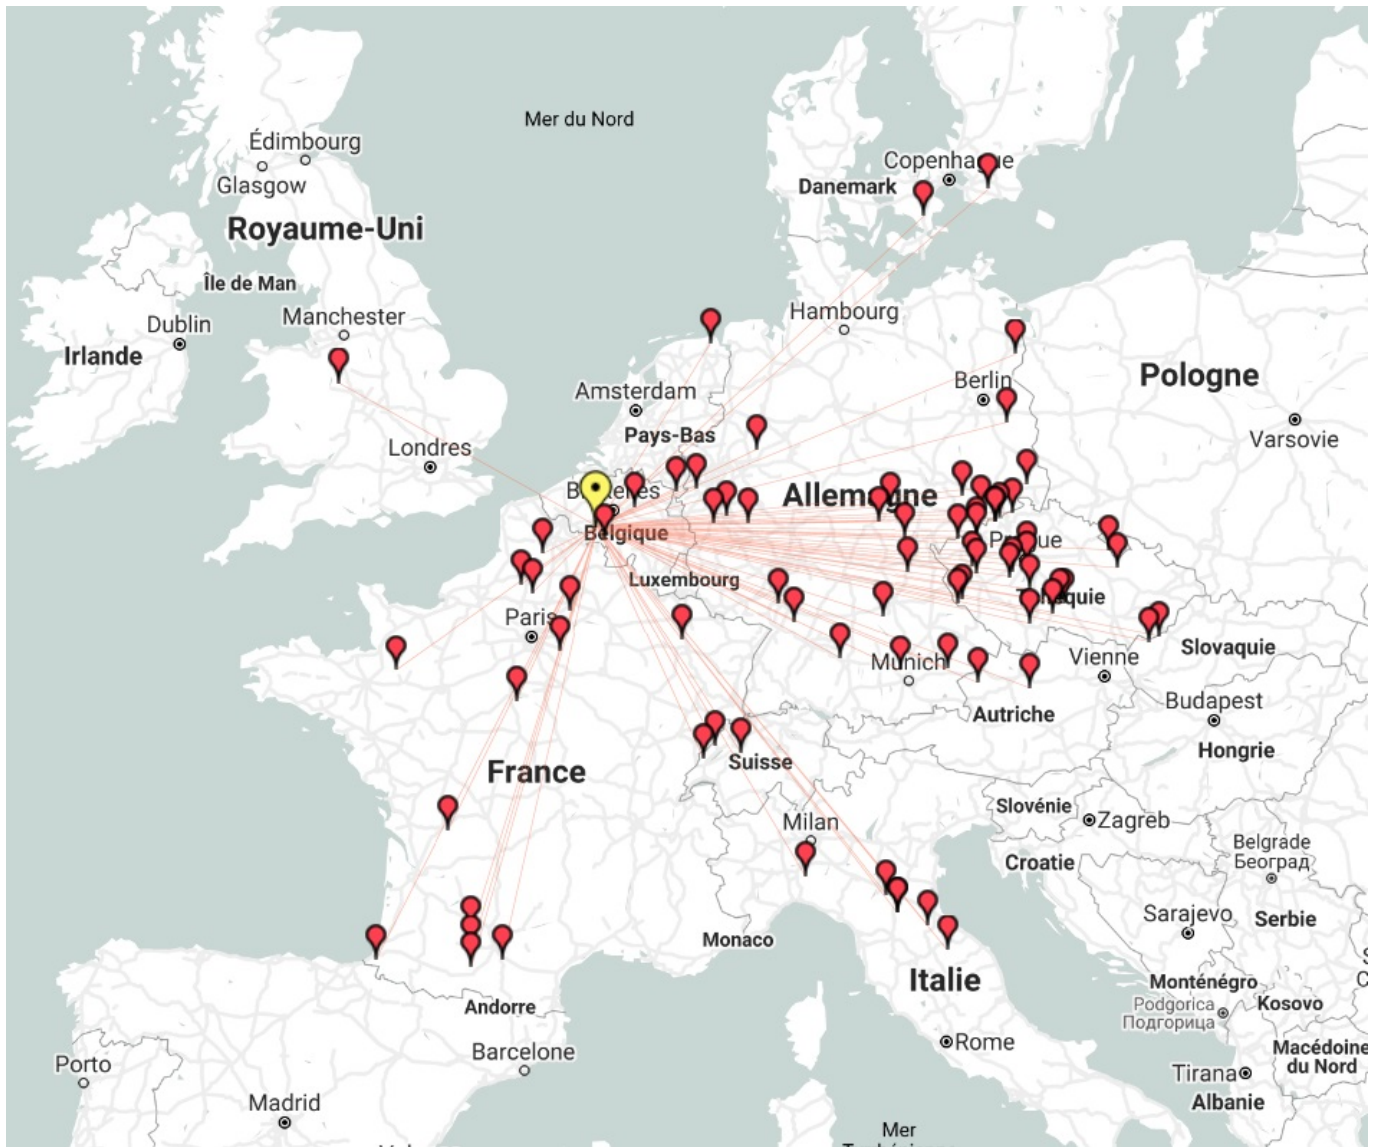 Mer du Nord
Édimbourg
Glasgow
Copenhague
Danemark
Royaume-Uni
Île de Man
Manchester
Dublin
Irlande
Hambourg
Amsterdam
Berlin
Pologne
Pays-Bas
Varsovie
Londres
Allemagne
Belgique
Prague
Luxembourg
Paris
Munich
Vienne
Slovaquie
Budapest
Autriche
Hongrie
Suisse
France
Slovénie
Milan
Zagreb
Croatie
Belgrade
Београд
Sarajevo
Serbie
Monaco
Italie
Monténégro
Podgorica
Подгорица
Kosovo
Andorre
Rome
Barcelone
Macédoine
du Nord
Porto
Tirana
Madrid
Albanie
Mer